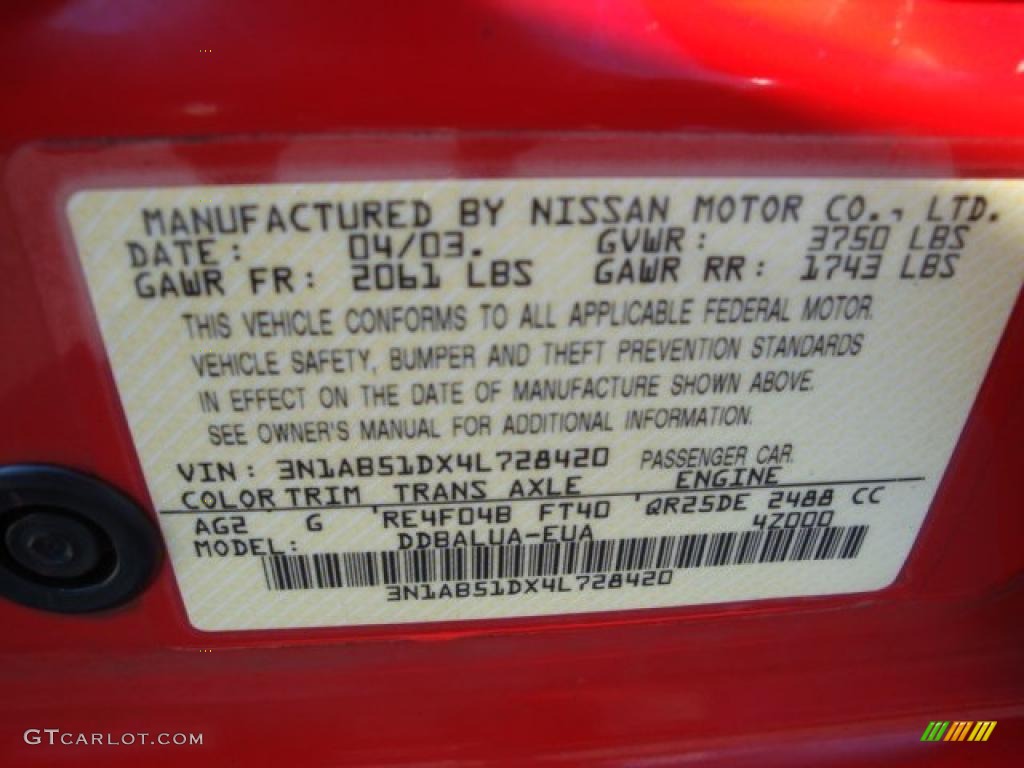 MANUFACTURED BY NISSAN MOTOR CO., LTD.
DATE: 04/03. GVWR: 3750 LBS
GAWR FR: 2061 LBS GAWR RR: 1743 LBS
THIS VEHICLE CONFORMS TO ALL APPLICABLE FEDERAL MOTOR.
VEHICLE SAFETY, BUMPER AND THEFT PREVENTION STANDARDS
IN EFFECT ON THE DATE OF MANUFACTURE SHOWN ABOVE.
SEE OWNER'S MANUAL FOR ADDITIONAL INFORMATION.
VIN: 3N1AB51DX4L728420 PASSENGER CAR.
COLOR TRIM TRANS AXLE ENGINE
AG2 G RE4F04B FT40 QR25DE 2488 CC
MODEL: DDBALUA-EUA 4Z000
3N1AB51DX4L728420
GTCARLOT.COM